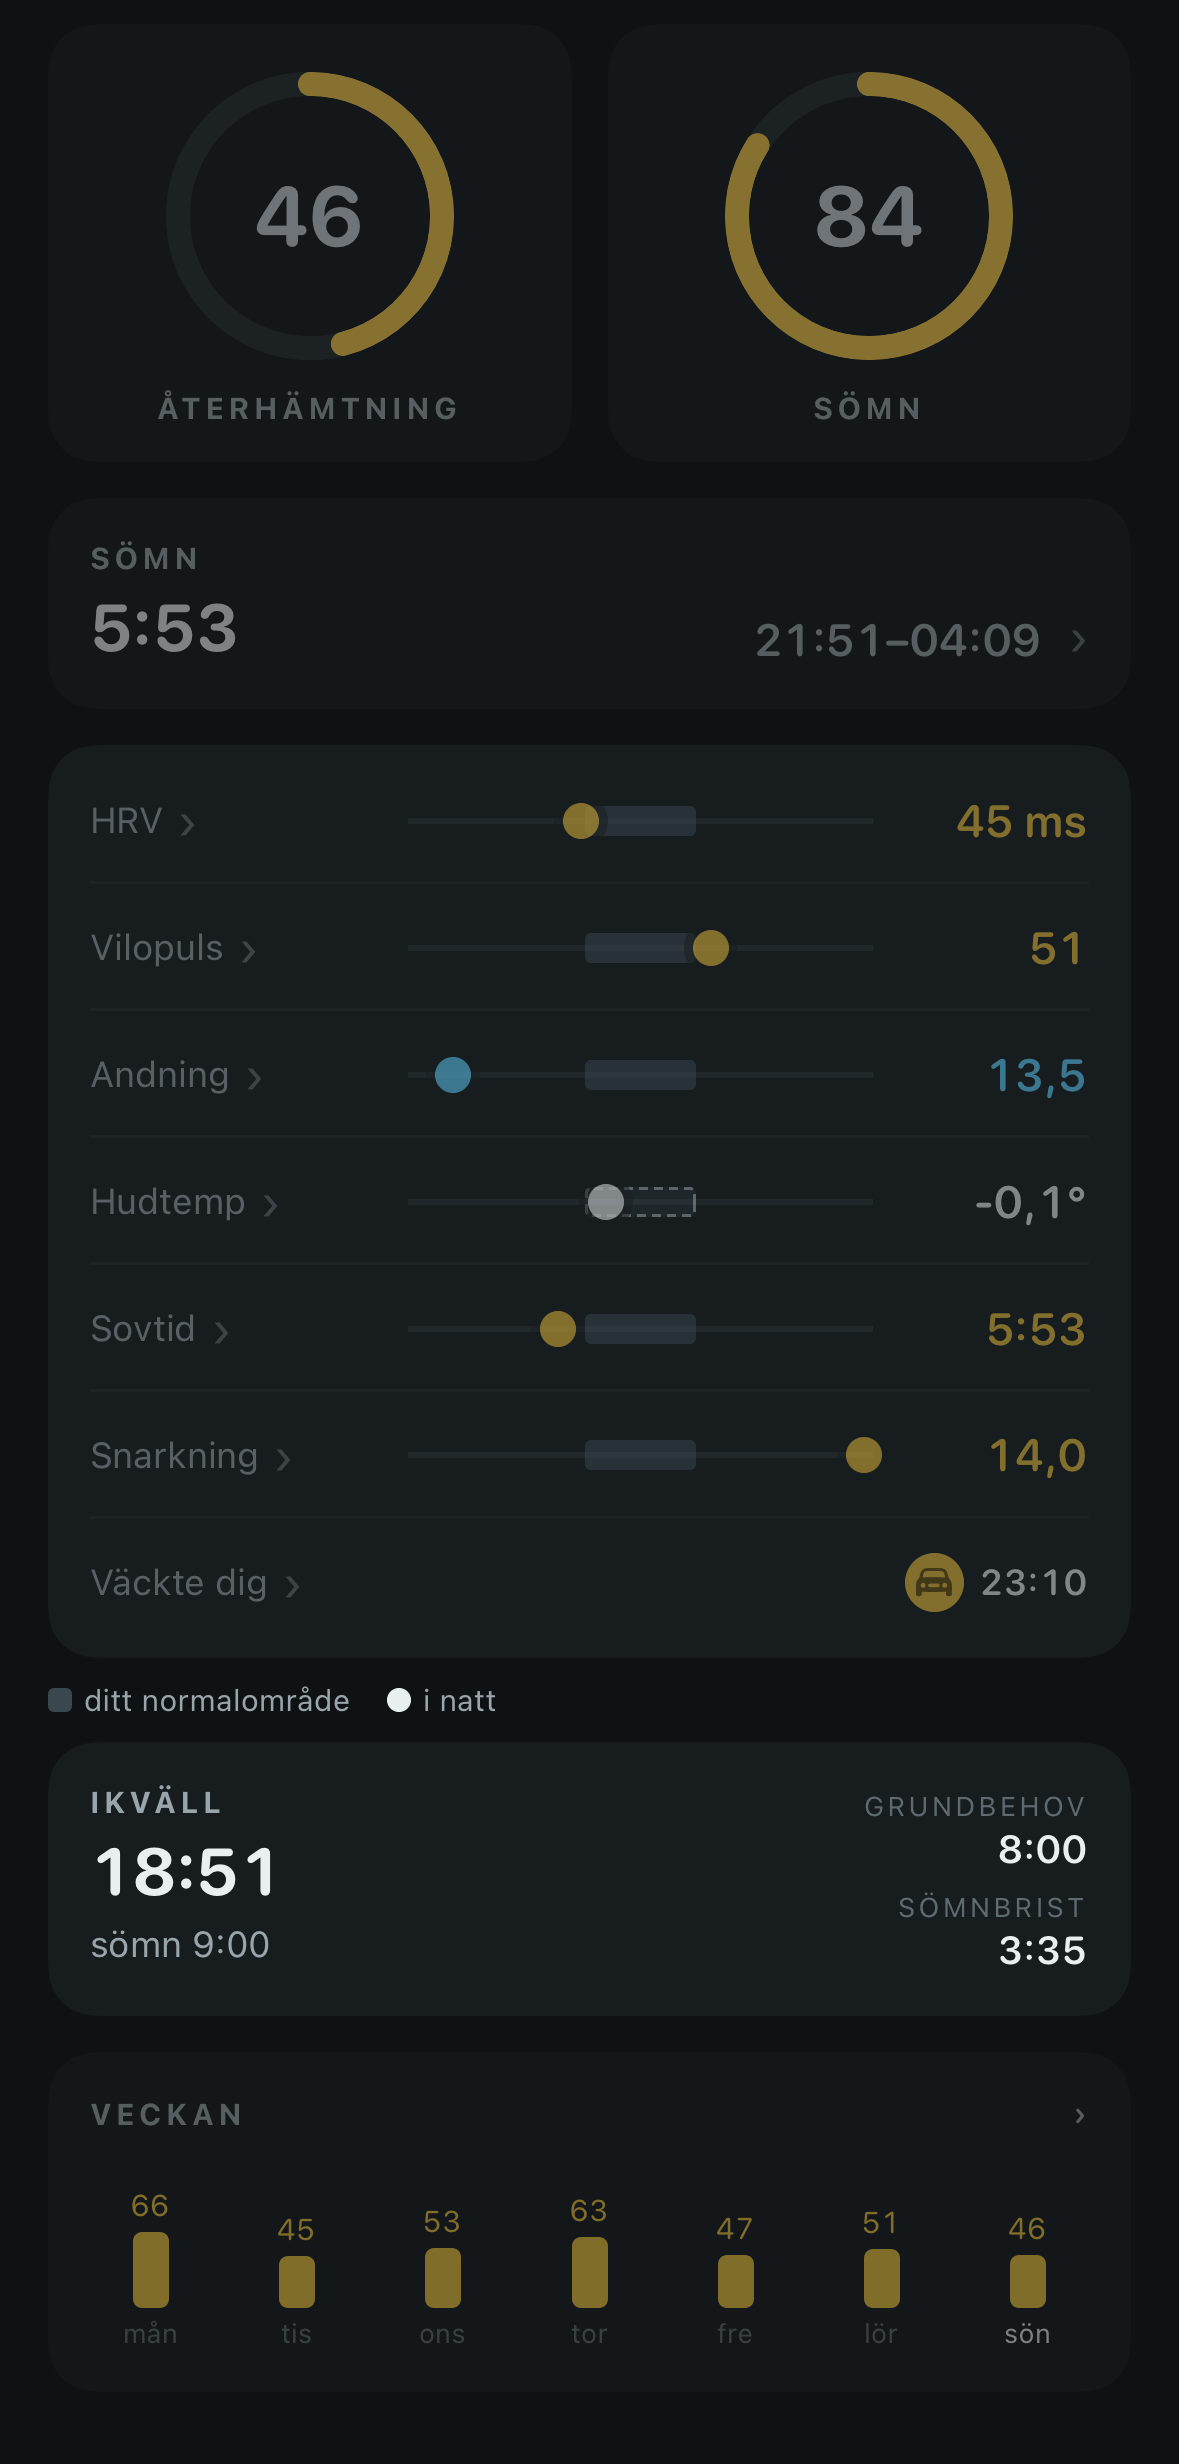 46
84
ÅTERHÄMTNING
SÖMN
SÖMN
5:53
21:51–04:09 ›
HRV › 45 ms
Vilopuls › 51
Andning › 13,5
Hudtemp › -0,1°
Sovtid › 5:53
Snarkning › 14,0
Väckte dig › 23:10
ditt normalområde i natt
IKVÄLL
18:51
sömn 9:00
GRUNDBEHOV
8:00
SÖMNBRIST
3:35
VECKAN ›
66 45 53 63 47 51 46
mån tis ons tor fre lör sön